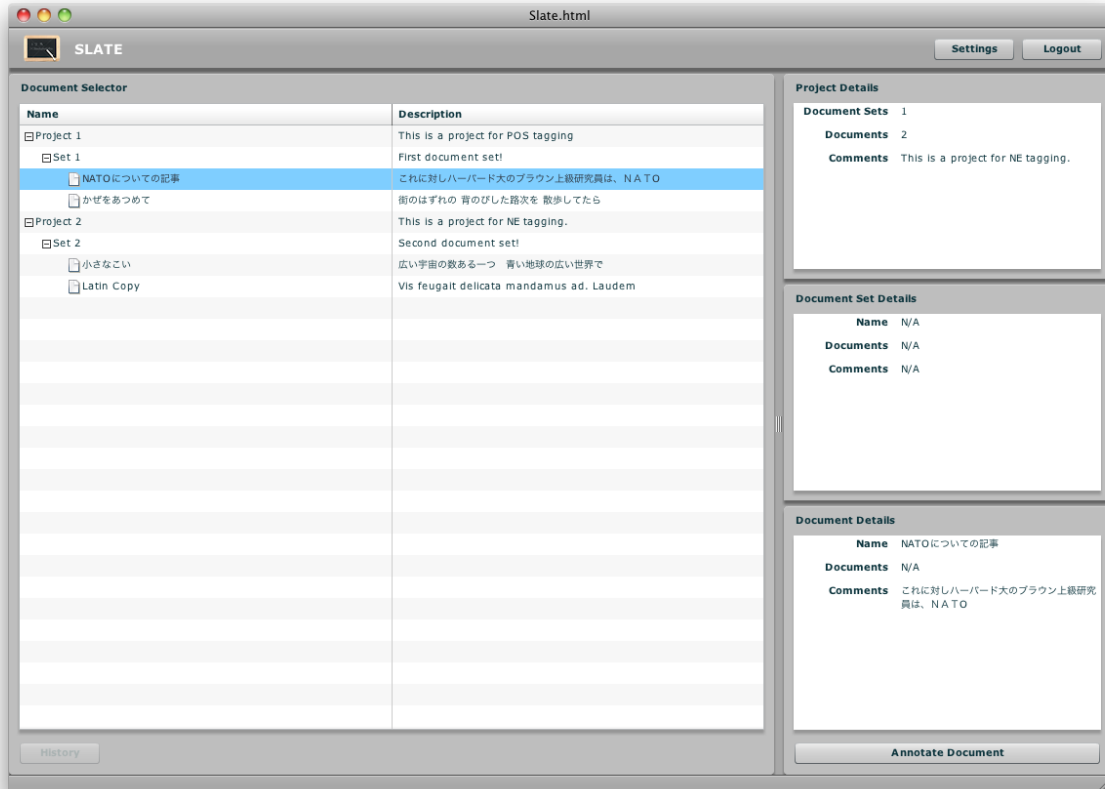 Slate.html
SLATE
Settings Logout
Document Selector
Name Description
Project 1 This is a project for POS tagging
Set 1 First document set!
NATOについての記事 これに対しハーバード大のブラウン上級研究員は、ＮＡＴＯ
かぜをあつめて 街のはずれの 背のびした路次を 散歩してたら
Project 2 This is a project for NE tagging.
Set 2 Second document set!
小さなこい 広い宇宙の数ある一つ　青い地球の広い世界で
Latin Copy Vis feugait delicata mandamus ad. Laudem
History
Project Details
Document Sets 1
Documents 2
Comments This is a project for NE tagging.
Document Set Details
Name N/A
Documents N/A
Comments N/A
Document Details
Name NATOについての記事
Documents N/A
Comments これに対しハーバード大のブラウン上級研究
員は、ＮＡＴＯ
Annotate Document